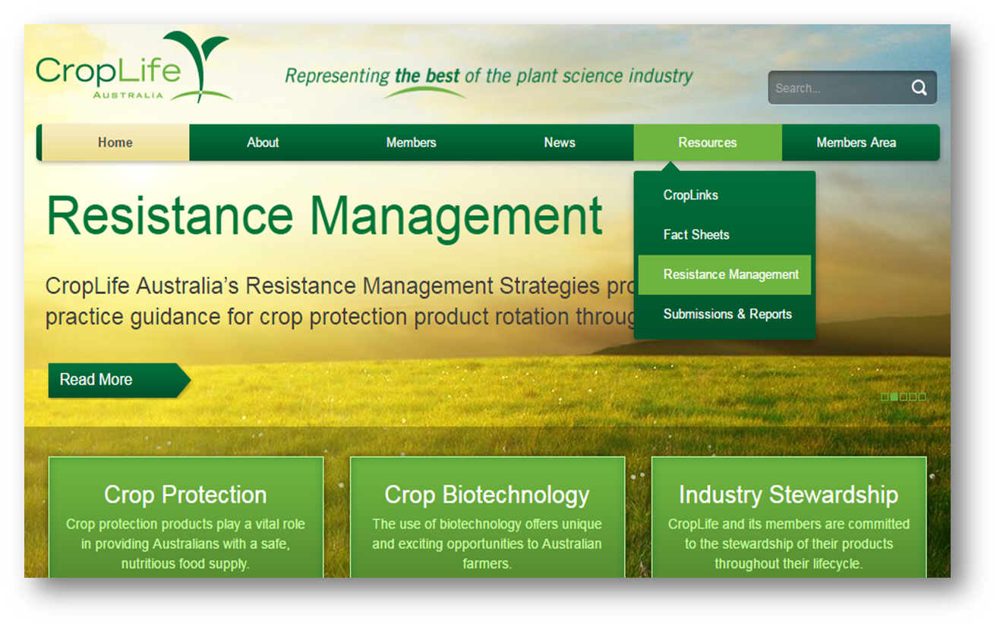 CropLife
AUSTRALIA
Representing the best of the plant science industry
Search...
Home
About
Members
News
Resources
Members Area
CropLinks
Fact Sheets
Resistance Management
Submissions & Reports
Resistance Management
CropLife Australia's Resistance Management Strategies pro
practice guidance for crop protection product rotation throug
Read More
Crop Protection
Crop protection products play a vital role
in providing Australians with a safe,
nutritious food supply.
Crop Biotechnology
The use of biotechnology offers unique
and exciting opportunities to Australian
farmers.
Industry Stewardship
CropLife and its members are committed
to the stewardship of their products
throughout their lifecycle.